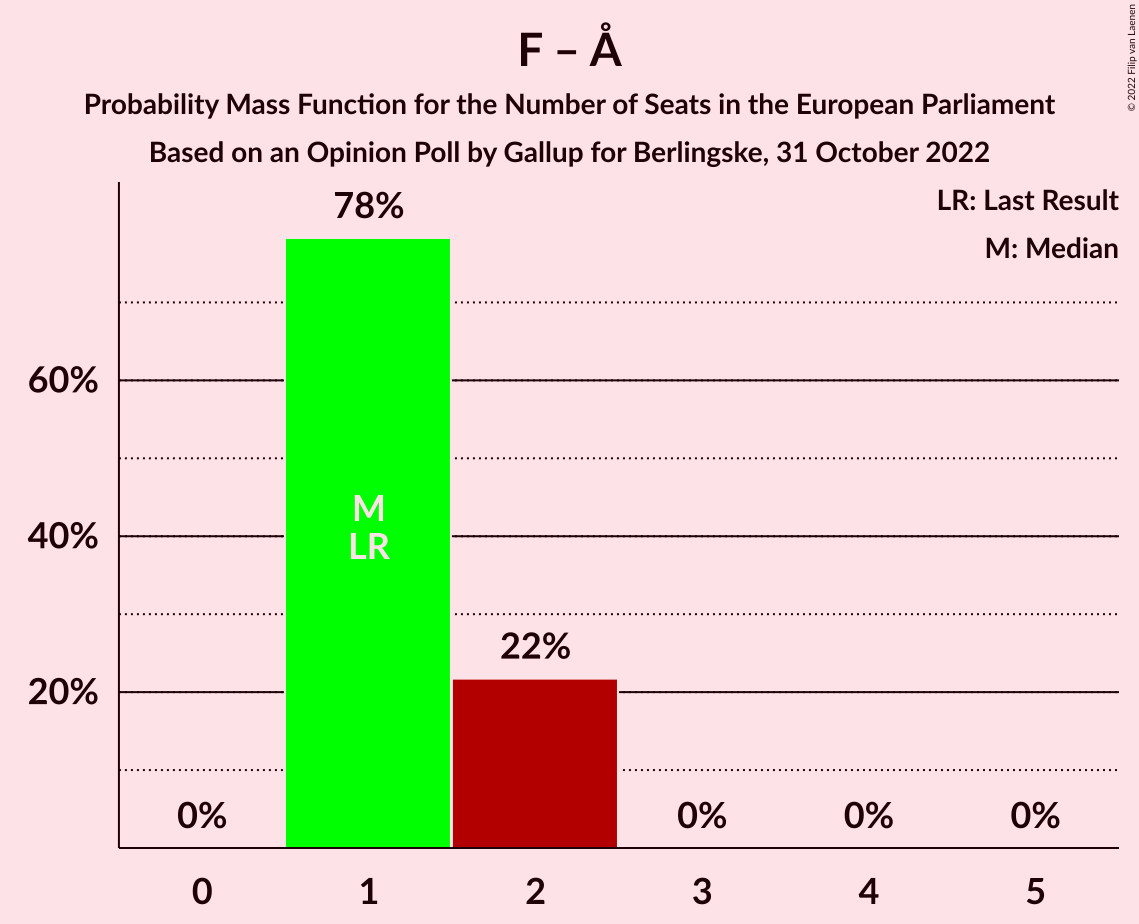 F – Å
Probability Mass Function for the Number of Seats in the European Parliament
Based on an Opinion Poll by Gallup for Berlingske, 31 October 2022
© 2022 Filip van Laenen
LR: Last Result
M: Median
78%
60%
M
40%
LR
22%
20%
0%
0%
0%
0%
0
1
2
3
4
5